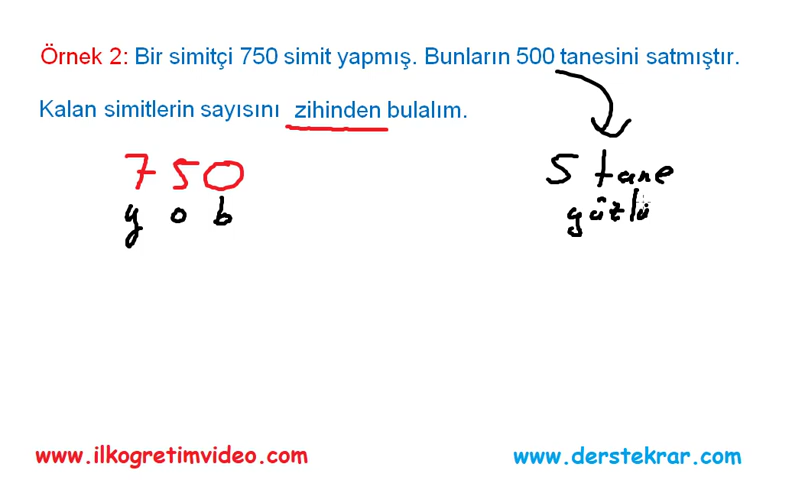 Örnek 2: Bir simitçi 750 simit yapmış. Bunların 500 tanesini satmıştır.
Kalan simitlerin sayısını zihinden bulalım.
750
y o b
5 tane
yüzlü
www.ilkogretimvideo.com
www.derstekrar.com